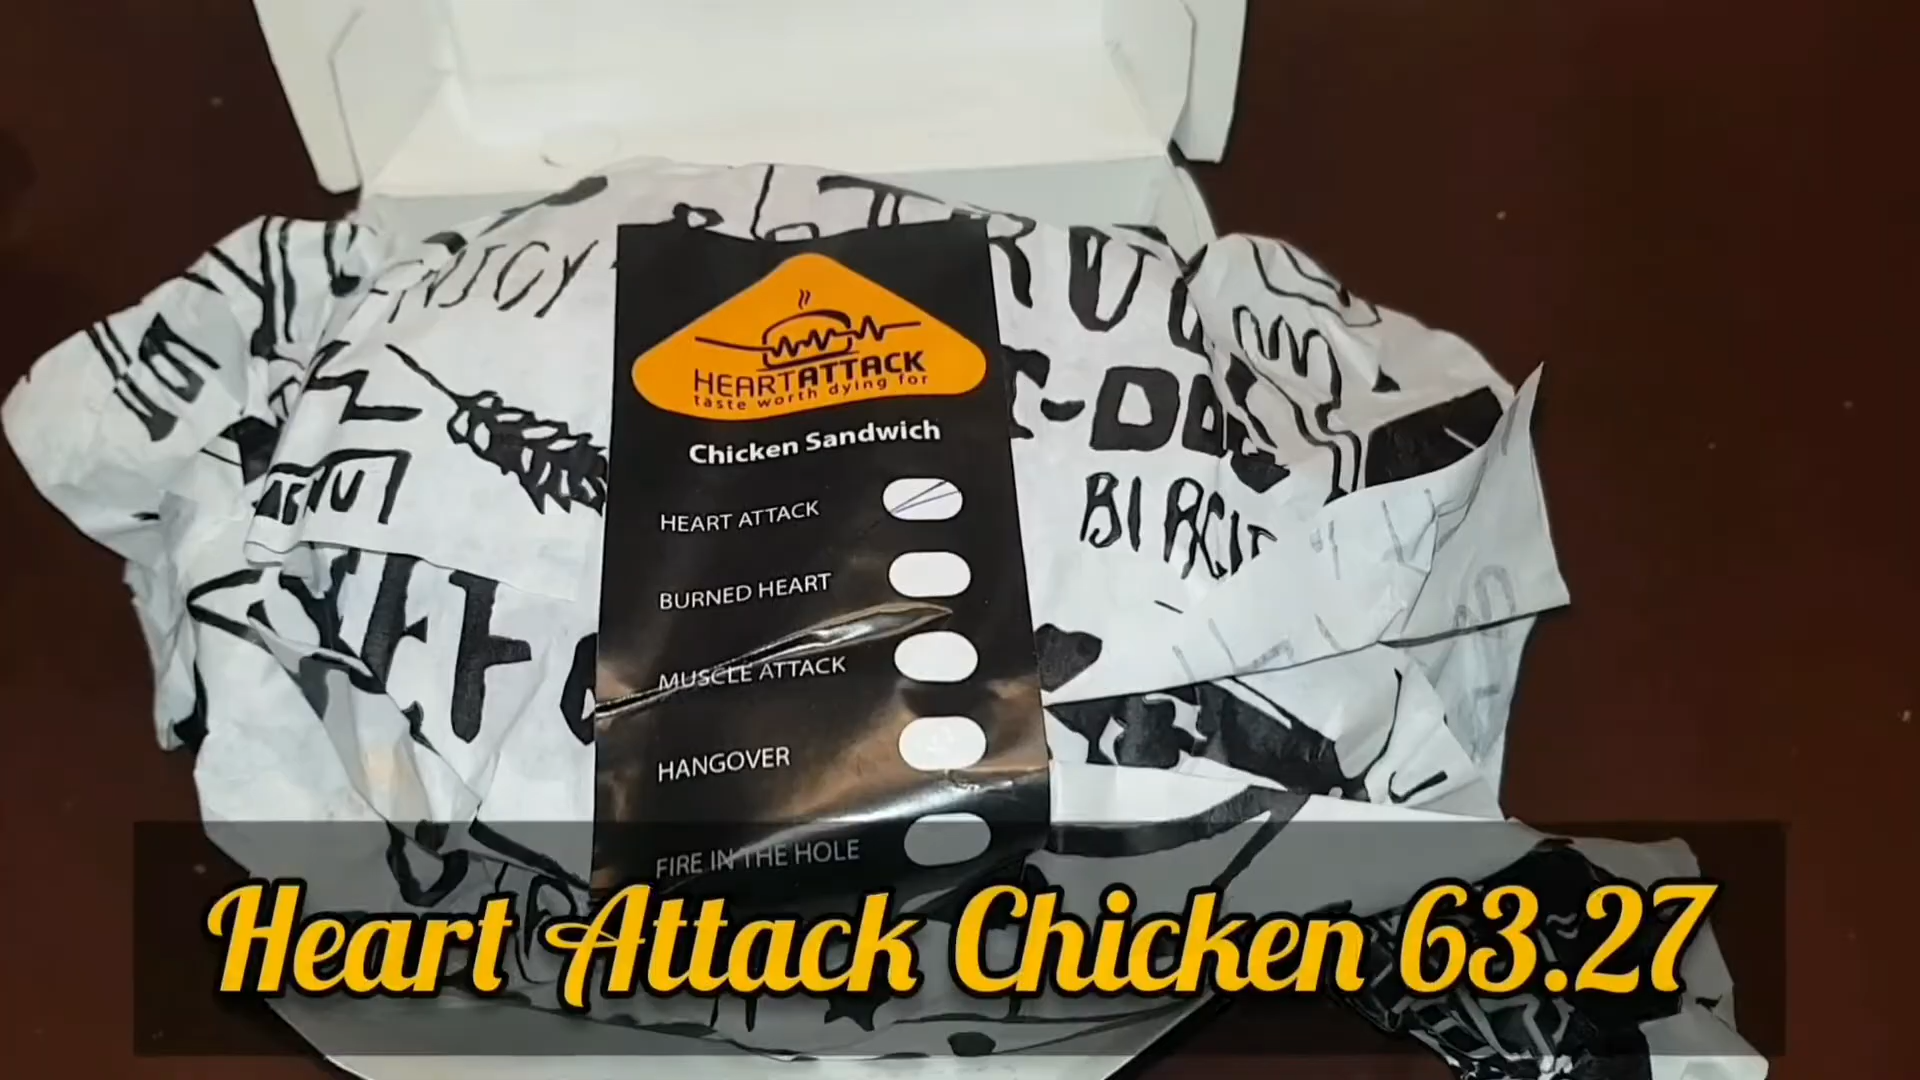 ENJOY
HEARTATTACK
taste worth dying for
Chicken Sandwich
HEART ATTACK
BURNED HEART
MUSCLE ATTACK
HANGOVER
FIRE IN THE HOLE
Heart Attack Chicken 63.27